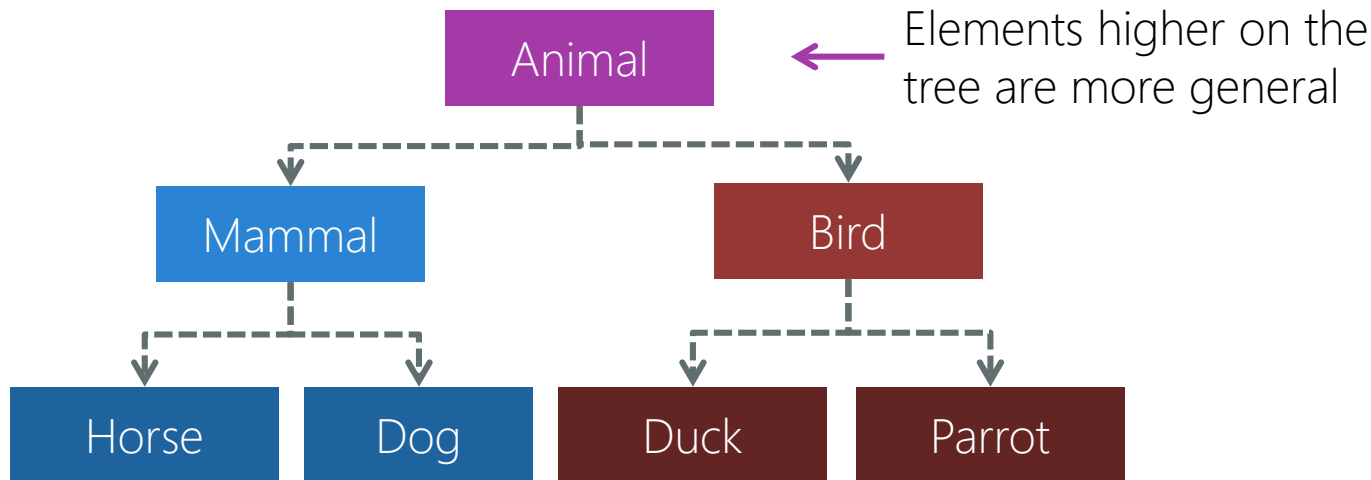 Animal
Elements higher on the
tree are more general
Mammal
Bird
Horse
Dog
Duck
Parrot